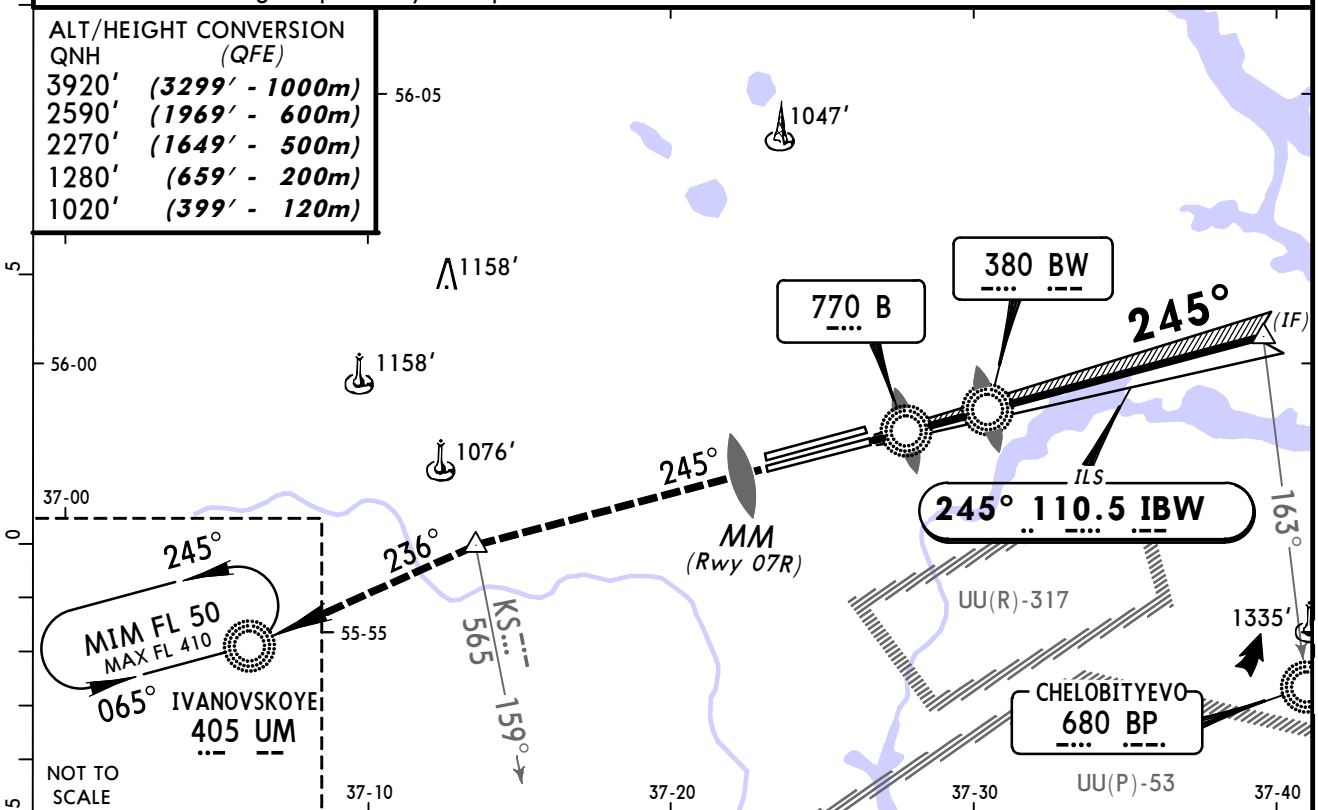 ALT/HEIGHT CONVERSION
QNH (QFE)
3920' (3299' - 1000m)
2590' (1969' - 600m)
2270' (1649' - 500m)
1280' (659' - 200m)
1020' (399' - 120m)
56-05
1047'
5
1158'
380 BW
770 B
245°
(IF)
56-00
1158'
1076'
245°
ILS
245° 110.5 IBW
163°
37-00
MM
(Rwy 07R)
0
245°
236°
MIM FL 50
MAX FL 410
065°
55-55
KS
565
159°
UU(R)-317
1335'
IVANOVSKOYE
405 UM
CHELOBITYEVO
680 BP
NOT TO
SCALE
UU(P)-53
5
37-10
37-20
37-30
37-40